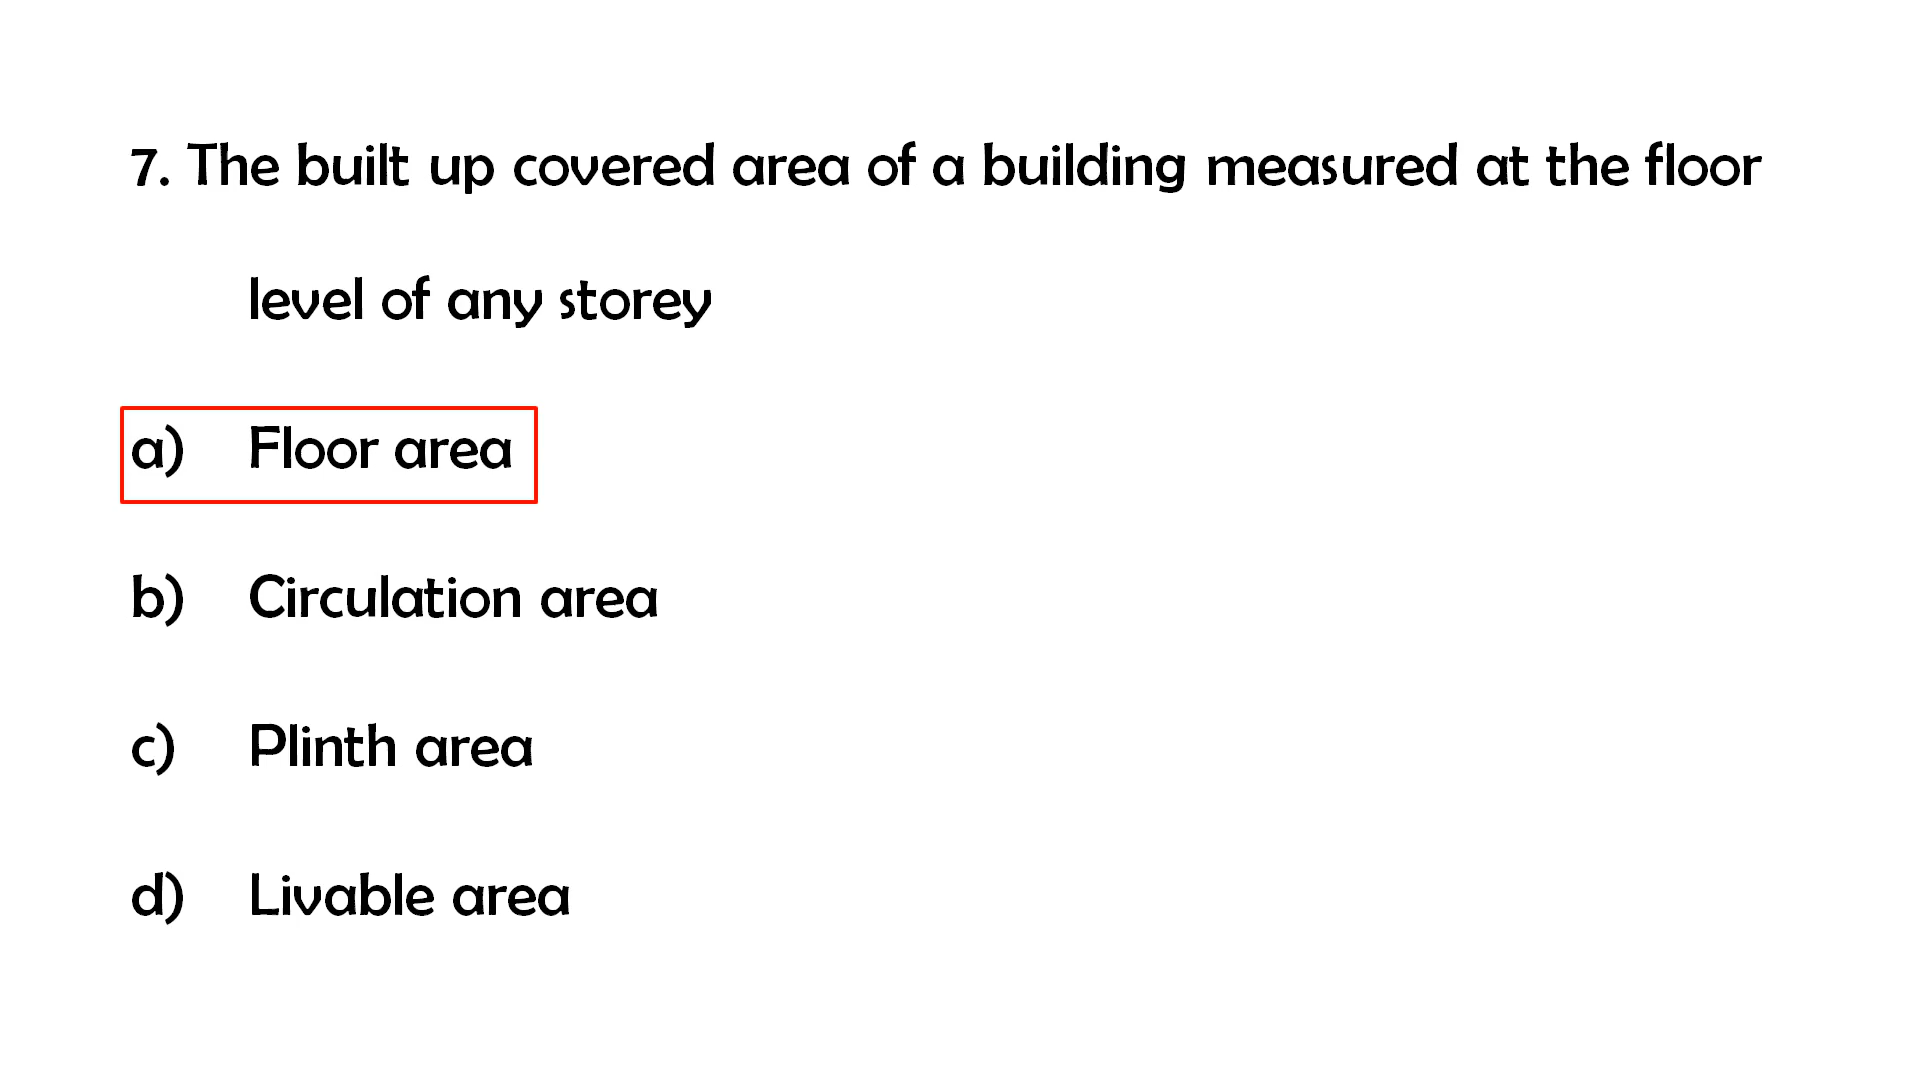 7. The built up covered area of a building measured at the floor
level of any storey
a) Floor area
b) Circulation area
c) Plinth area
d) Livable area